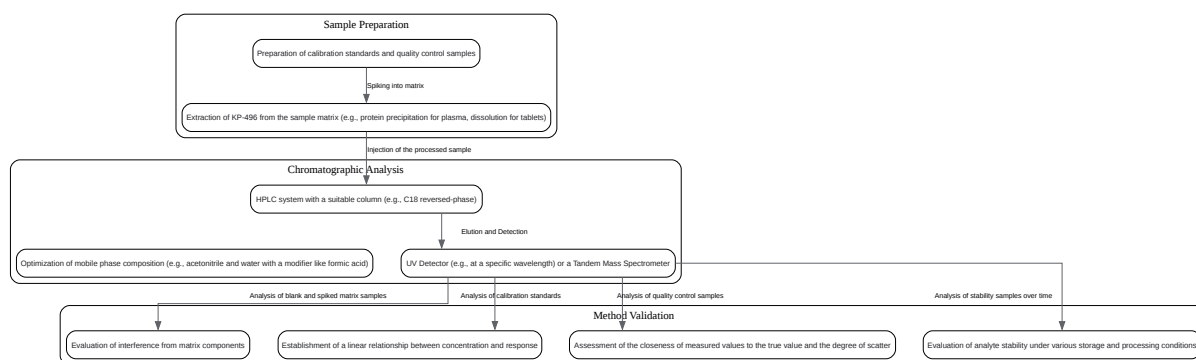 Sample Preparation
Preparation of calibration standards and quality control samples
Spiking into matrix
Extraction of KP-496 from the sample matrix (e.g., protein precipitation for plasma, dissolution for tablets)
Injection of the processed sample
Chromatographic Analysis
HPLC system with a suitable column (e.g., C18 reversed-phase)
Elution and Detection
Optimization of mobile phase composition (e.g., acetonitrile and water with a modifier like formic acid)
UV Detector (e.g., at a specific wavelength) or a Tandem Mass Spectrometer
Analysis of blank and spiked matrix samples
Analysis of calibration standards
Analysis of quality control samples
Analysis of stability samples over time
Method Validation
Evaluation of interference from matrix components
Establishment of a linear relationship between concentration and response
Assessment of the closeness of measured values to the true value and the degree of scatter
Evaluation of analyte stability under various storage and processing conditions